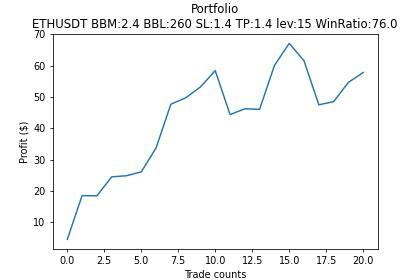 Portfolio
ETHUSDT BBM:2.4 BBL:260 SL:1.4 TP:1.4 lev:15 WinRatio:76.0
70
60
50
40
30
20
10
Profit ($)
0.0 2.5 5.0 7.5 10.0 12.5 15.0 17.5 20.0
Trade counts